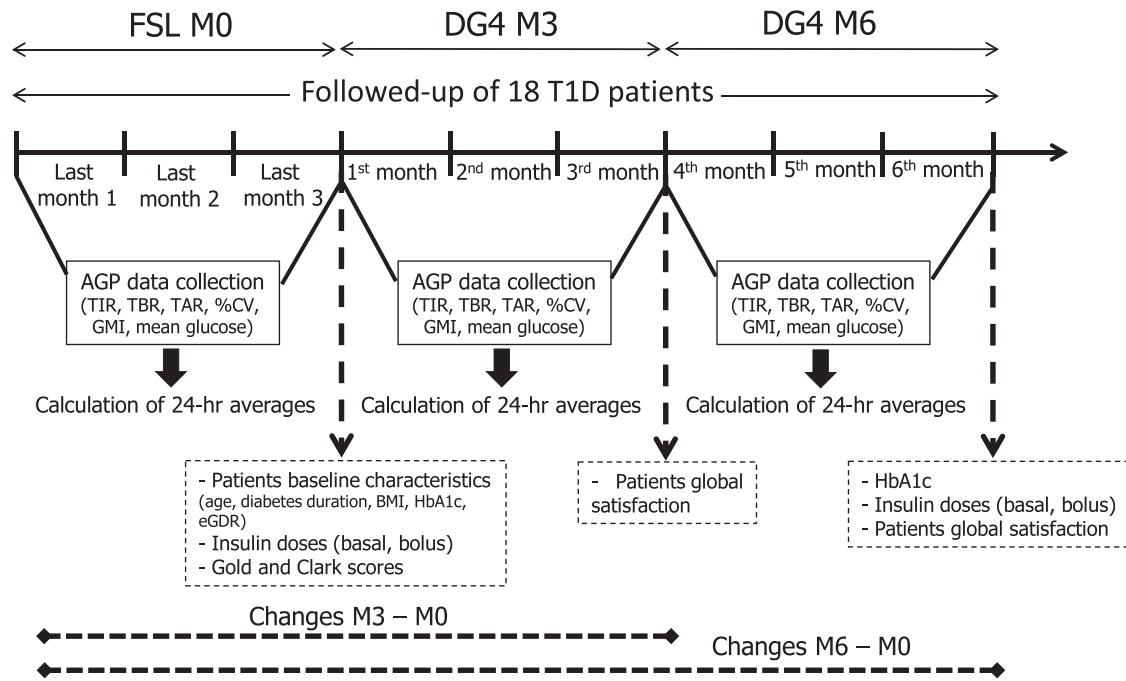 FSL M0
DG4 M3
DG4 M6
Followed-up of 18 T1D patients
Last
month 1
Last
month 2
Last
month 3
1st month
2nd month
3rd month
4th month
5th month
6th month
AGP data collection
(TIR, TBR, TAR, %CV,
GMI, mean glucose)
AGP data collection
(TIR, TBR, TAR, %CV,
GMI, mean glucose)
AGP data collection
(TIR, TBR, TAR, %CV,
GMI, mean glucose)
Calculation of 24-hr averages
Calculation of 24-hr averages
Calculation of 24-hr averages
- Patients baseline characteristics
(age, diabetes duration, BMI, HbA1c,
eGDR)
- Insulin doses (basal, bolus)
- Gold and Clark scores
- Patients global
satisfaction
- HbA1c
- Insulin doses (basal, bolus)
- Patients global satisfaction
Changes M3 – M0
Changes M6 – M0